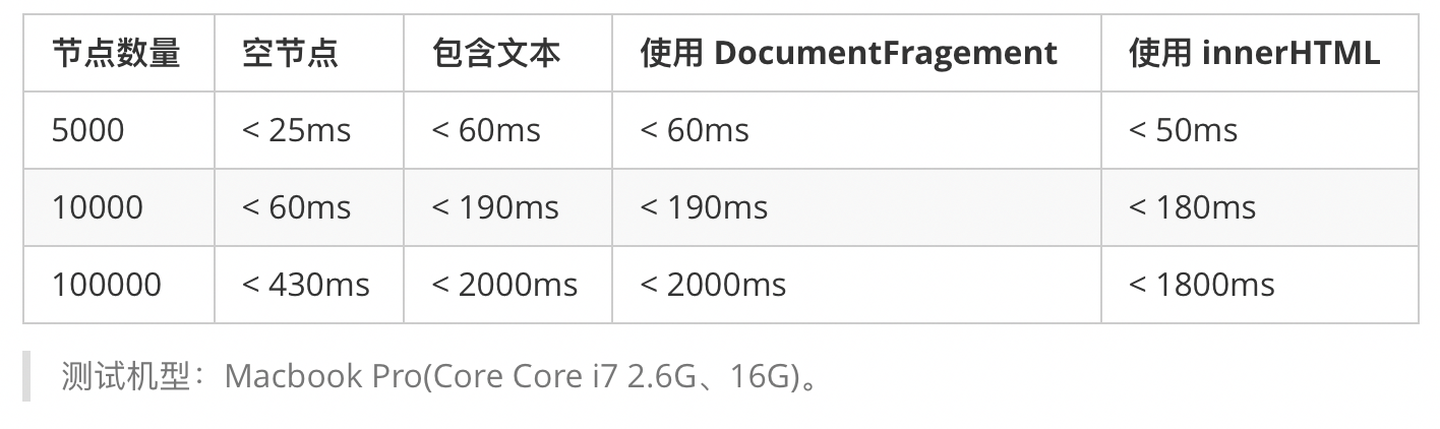 节点数量 空节点 包含文本 使用 DocumentFragement 使用 innerHTML
5000 < 25ms < 60ms < 60ms < 50ms
10000 < 60ms < 190ms < 190ms < 180ms
100000 < 430ms < 2000ms < 2000ms < 1800ms
测试机型：Macbook Pro(Core Core i7 2.6G、16G)。